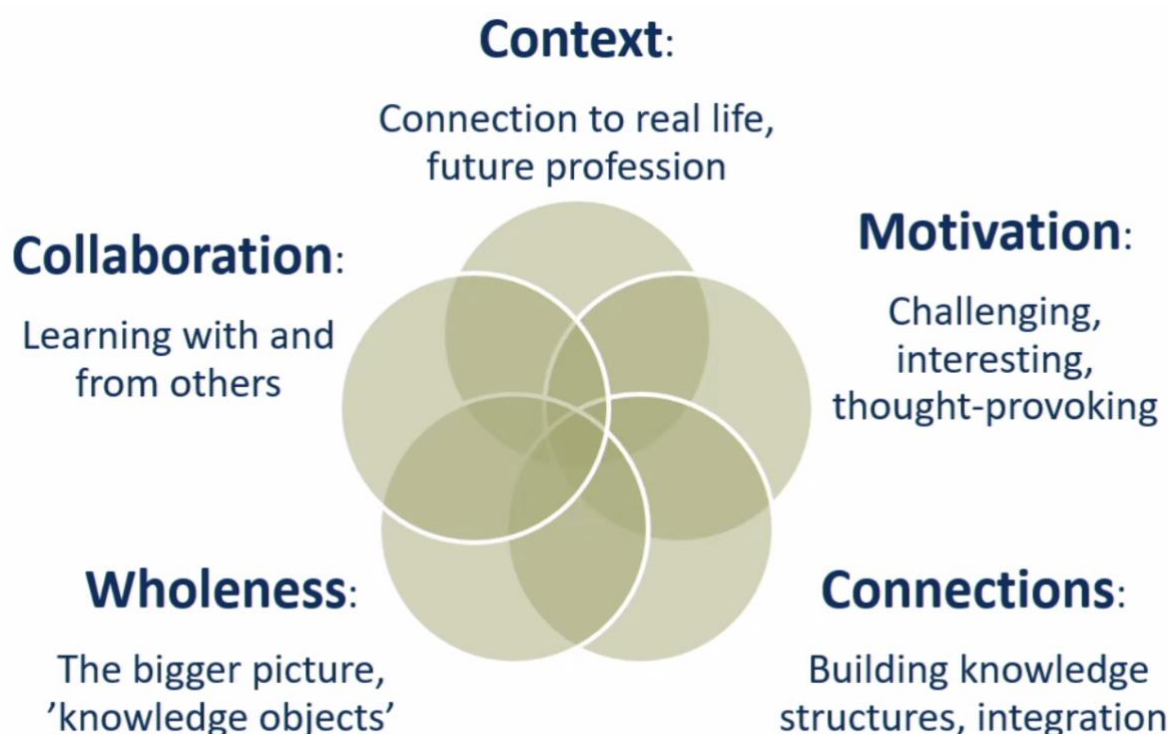 Context:
Connection to real life,
future profession
Motivation:
Challenging,
interesting,
thought-provoking
Connections:
Building knowledge
structures, integration
Wholeness:
The bigger picture,
’knowledge objects’
Collaboration:
Learning with and
from others